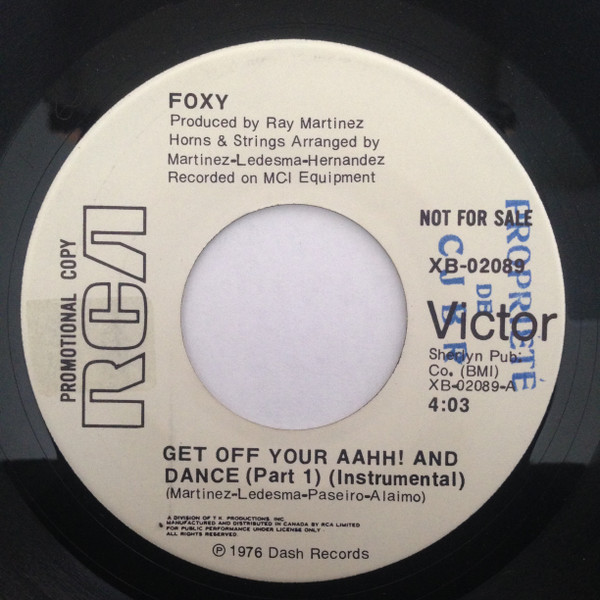 FOXY
Produced by Ray Martinez
Horns & Strings Arranged by
Martinez-Ledesma-Hernandez
Recorded on MCI Equipment
PROMOTIONAL COPY
RCA
NOT FOR SALE
XB-02089
Victor
Sherlyn Pub.
Co. (BMI)
XB-02089-A
4:03
PROPRIÉTÉ
DE
CJBR
GET OFF YOUR AAHH! AND
DANCE (Part 1) (Instrumental)
(Martinez-Ledesma-Paseiro-Alaimo)
A DIVISION OF T.K. PRODUCTIONS, INC.
MANUFACTURED AND DISTRIBUTED IN CANADA BY RCA LIMITED
FOR PUBLIC PERFORMANCE UNDER LICENSE ONLY
ALL RIGHTS RESERVED.
℗ 1976 Dash Records